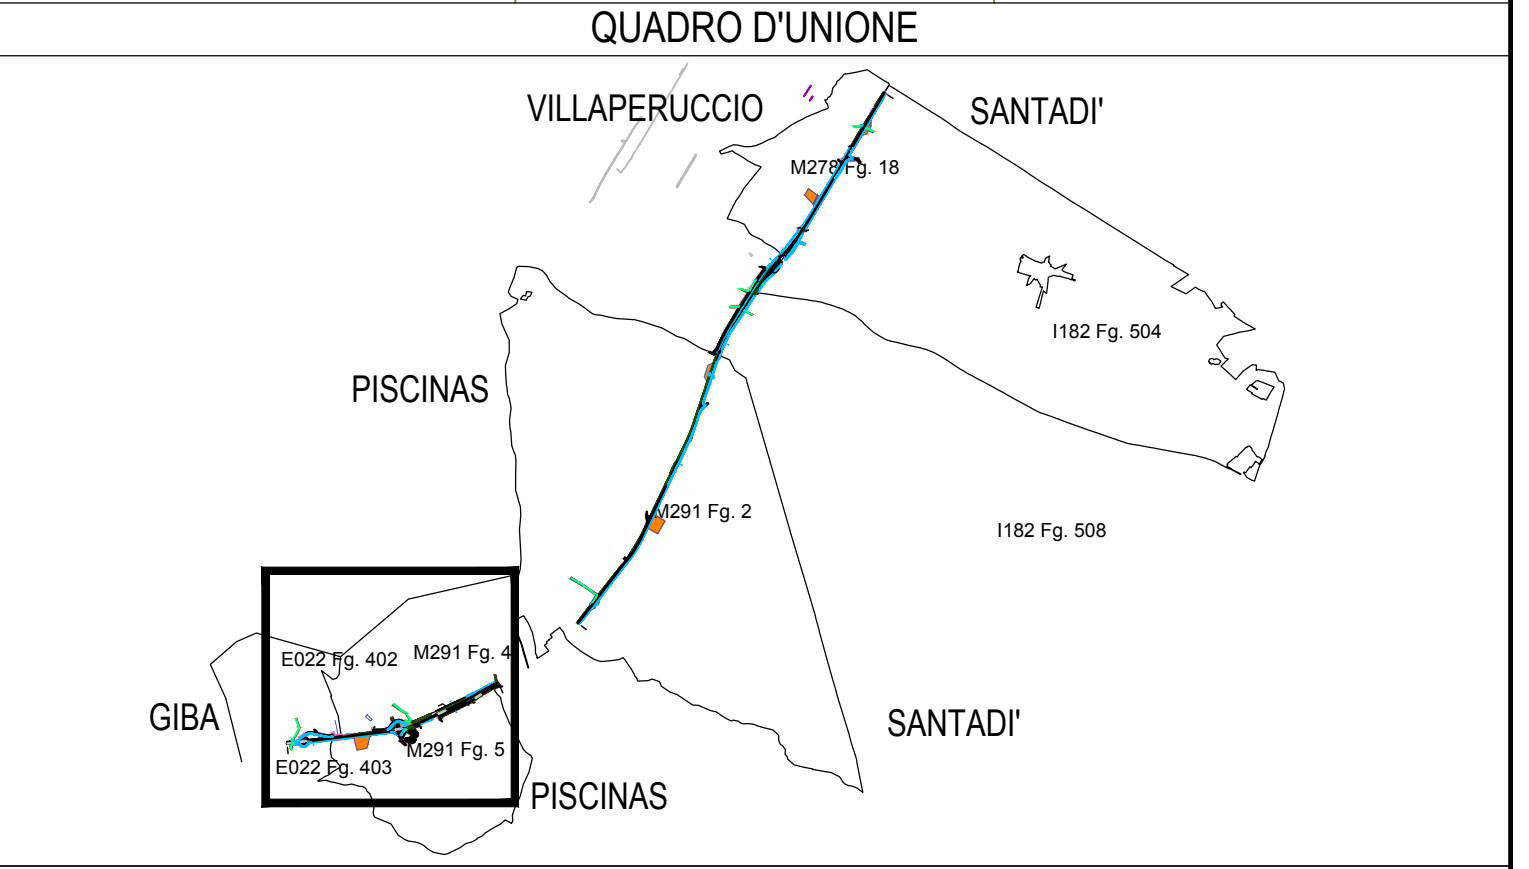 QUADRO D'UNIONE
VILLAPERUCCIO
SANTADI'
M278 Fg. 18
I182 Fg. 504
PISCINAS
M291 Fg. 2
I182 Fg. 508
E022 Fg. 402
M291 Fg. 4
GIBA
SANTADI'
M291 Fg. 5
E022 Fg. 403
PISCINAS